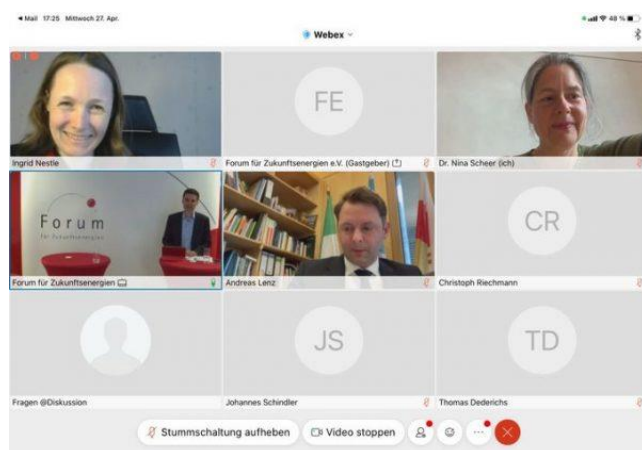 Mail 17:25 Mittwoch 27. Apr.
48 %
Webex
FE
Ingrid Nestle
Forum für Zukunftsenergien e.V. (Gastgeber)
Dr. Nina Scheer (ich)
Forum
für Zukunftsenergien
CR
Forum für Zukunftsenergien
Andreas Lenz
Christoph Riechmann
JS
TD
Fragen @Diskussion
Johannes Schindler
Thomas Dederichs
Stummschaltung aufheben
Video stoppen